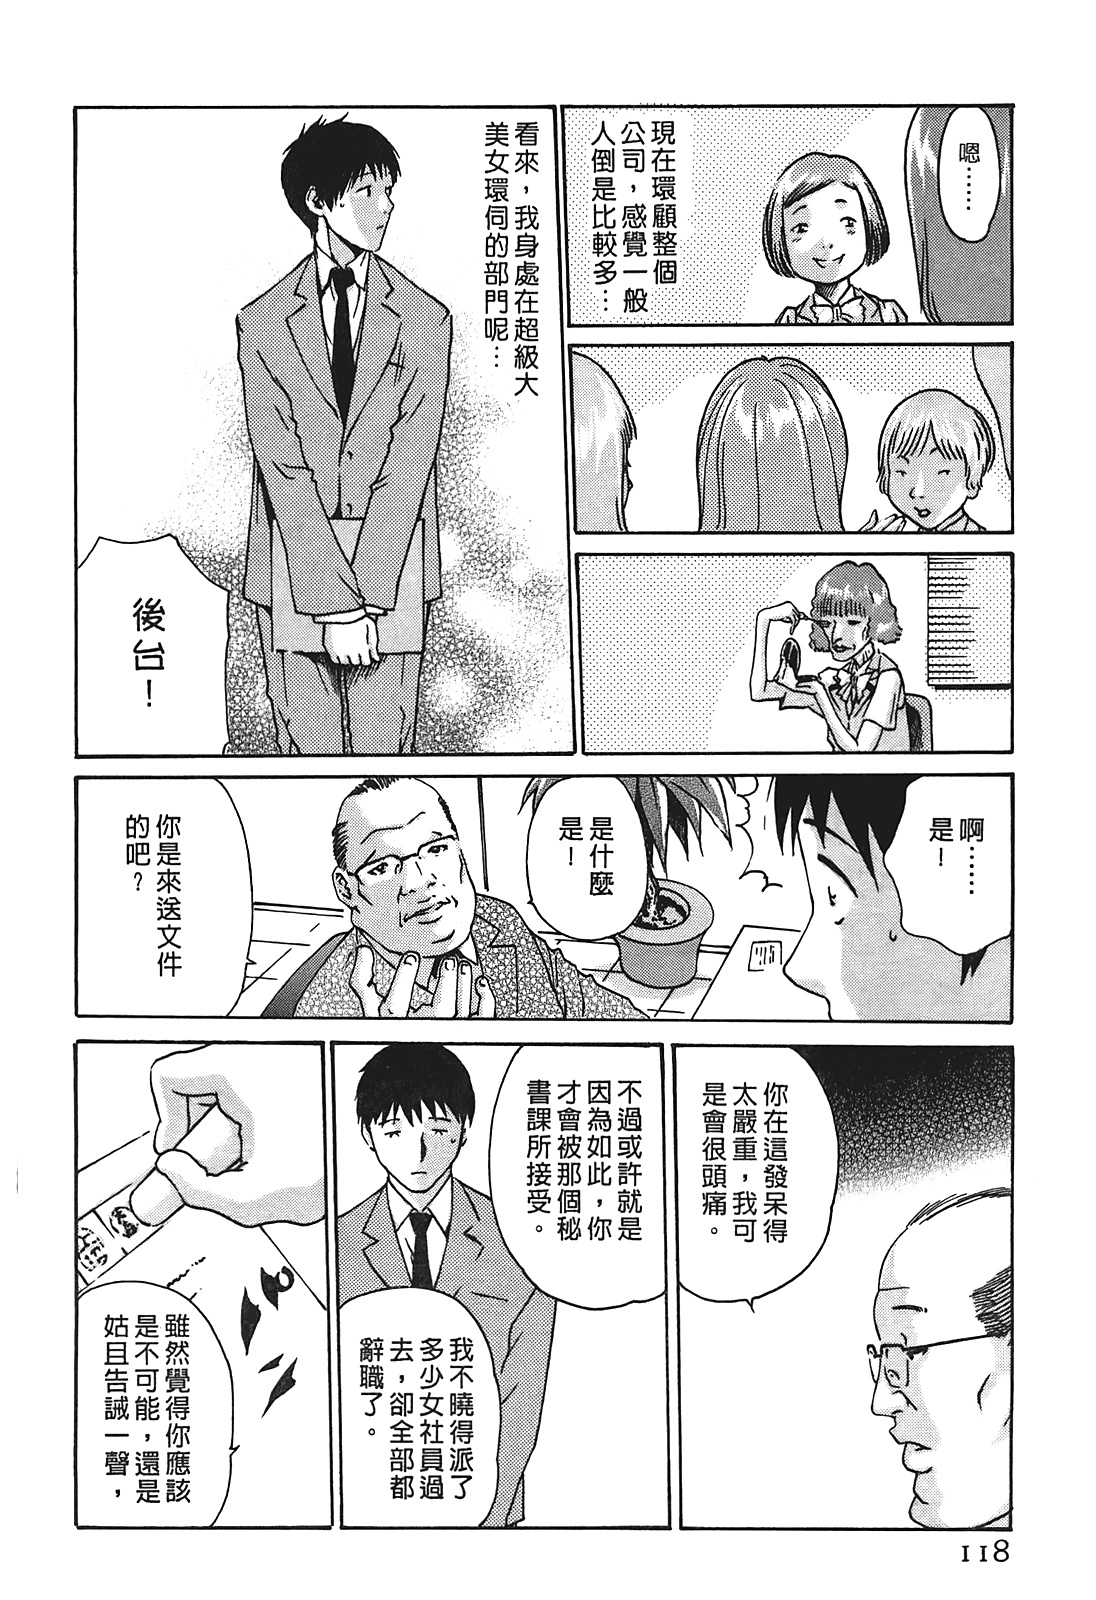 嗯……
現在環顧整個
公司，感覺一般
人倒是比較多…
看來，我身處在超級大
美女環伺的部門呢…
後台！
啊……
是！
是什麼
是！
你是來送文件
的吧？
你在這發呆得
太嚴重，我可
是會很頭痛。
不過或許就是
因為如此，你
才會被那個秘
書課所接受。
我不曉得派了
多少女社員過
去，卻全部都
辭職了。
雖然覺得你應該
是不可能，還是
姑且告誡一聲，
118